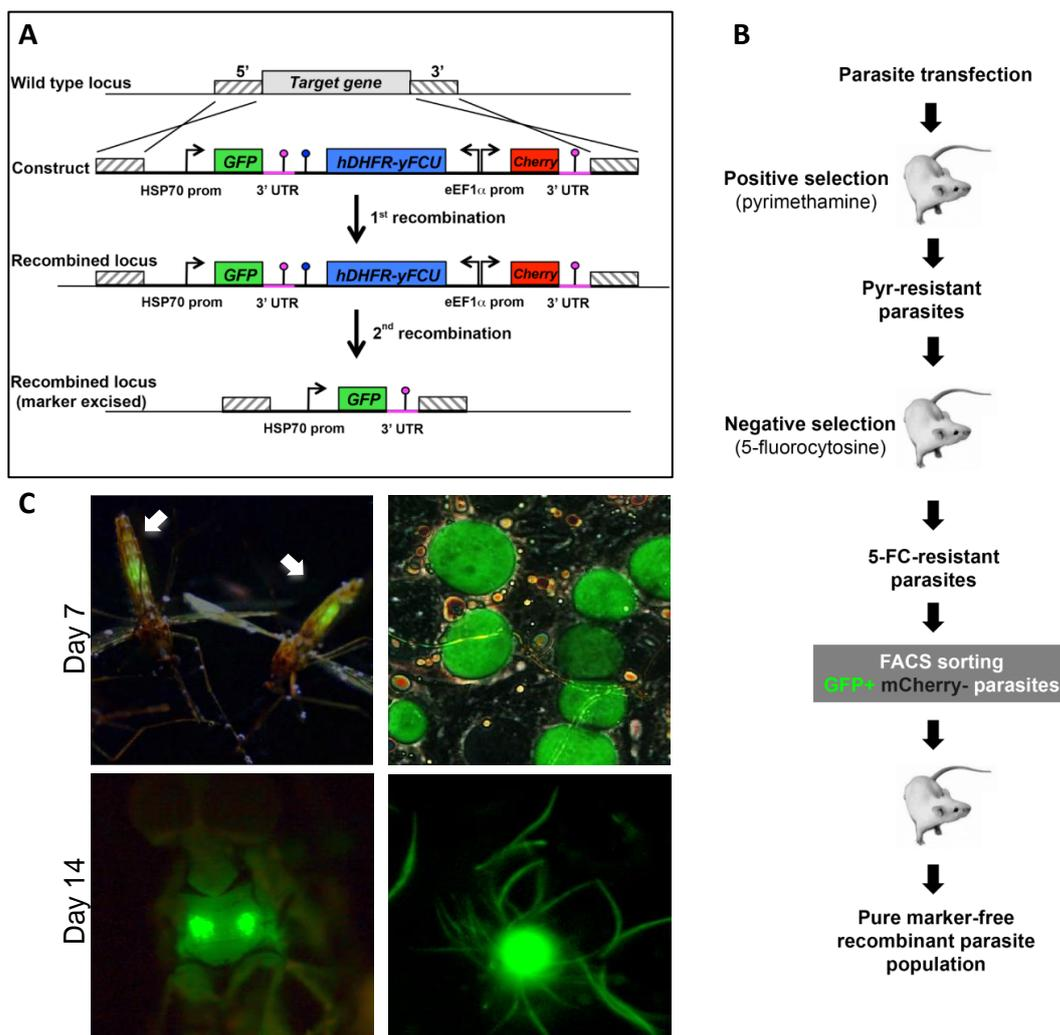 A
5’ 3’
Wild type locus
Target gene
Construct
GFP hDHFR-yFCU Cherry
HSP70 prom 3’ UTR eEF1α prom 3’ UTR
1st recombination
Recombined locus
GFP hDHFR-yFCU Cherry
HSP70 prom 3’ UTR eEF1α prom 3’ UTR
2nd recombination
Recombined locus
(marker excised)
GFP
HSP70 prom 3’ UTR
B
Parasite transfection
Positive selection
(pyrimethamine)
Pyr-resistant
parasites
Negative selection
(5-fluorocytosine)
5-FC-resistant
parasites
FACS sorting
GFP+ mCherry- parasites
Pure marker-free
recombinant parasite
population
C
Day 7
Day 14